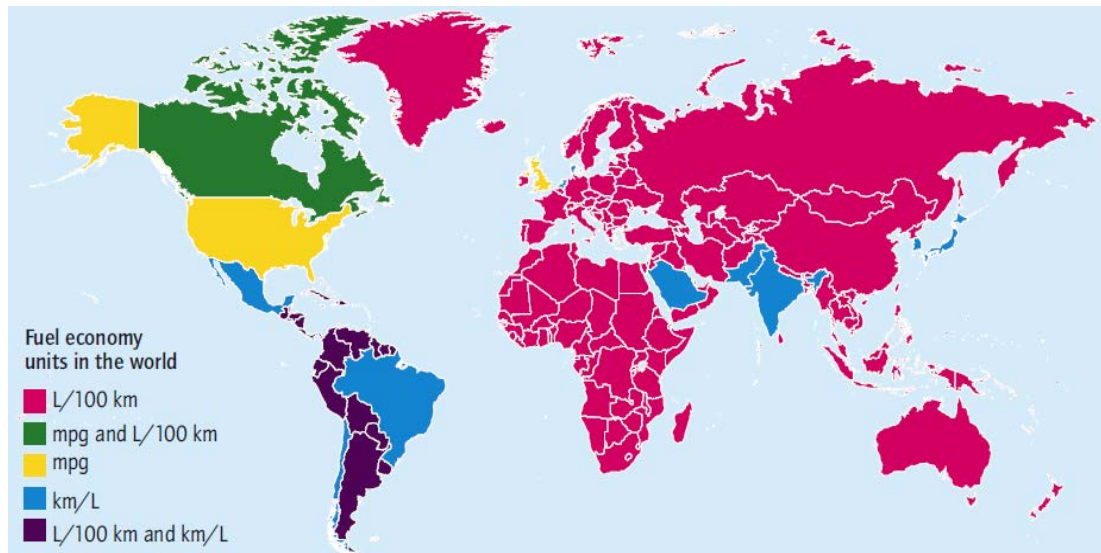 Fuel economy
units in the world
L/100 km
mpg and L/100 km
mpg
km/L
L/100 km and km/L